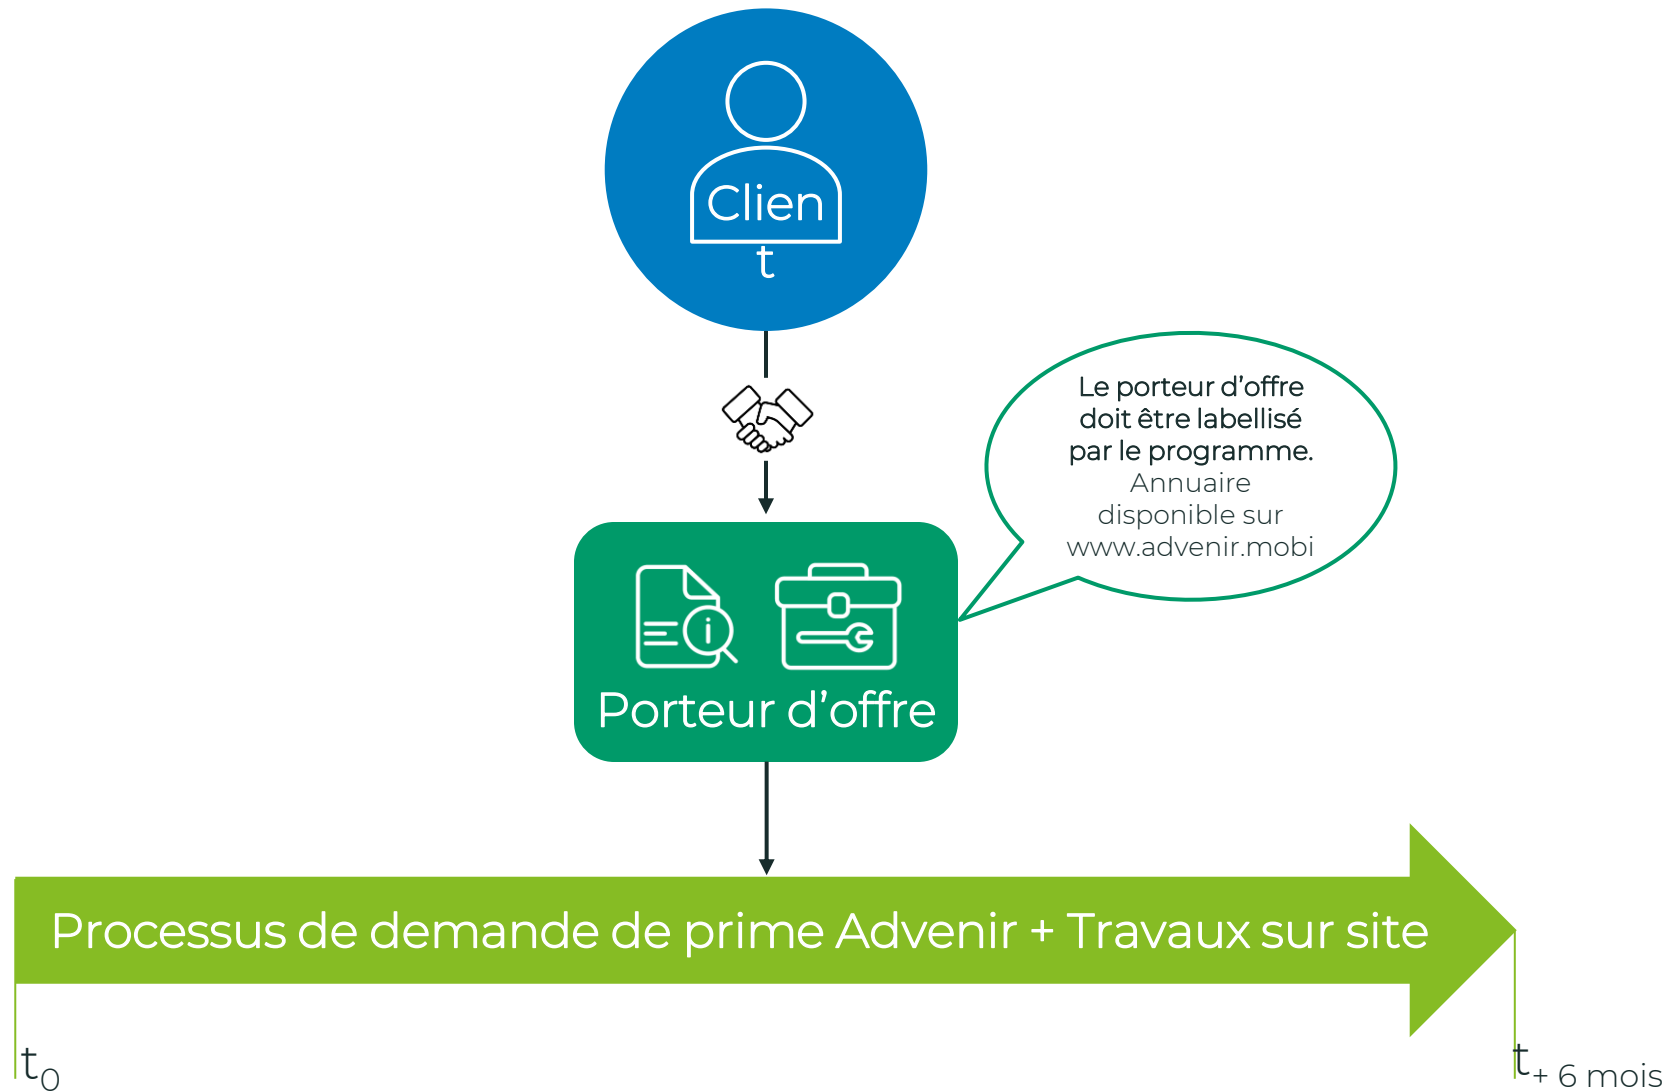 Clien
t
Le porteur d’offre
doit être labellisé
par le programme.
Annuaire
disponible sur
www.advenir.mobi
i
Porteur d’offre
Processus de demande de prime Advenir + Travaux sur site
t0
t+ 6 mois